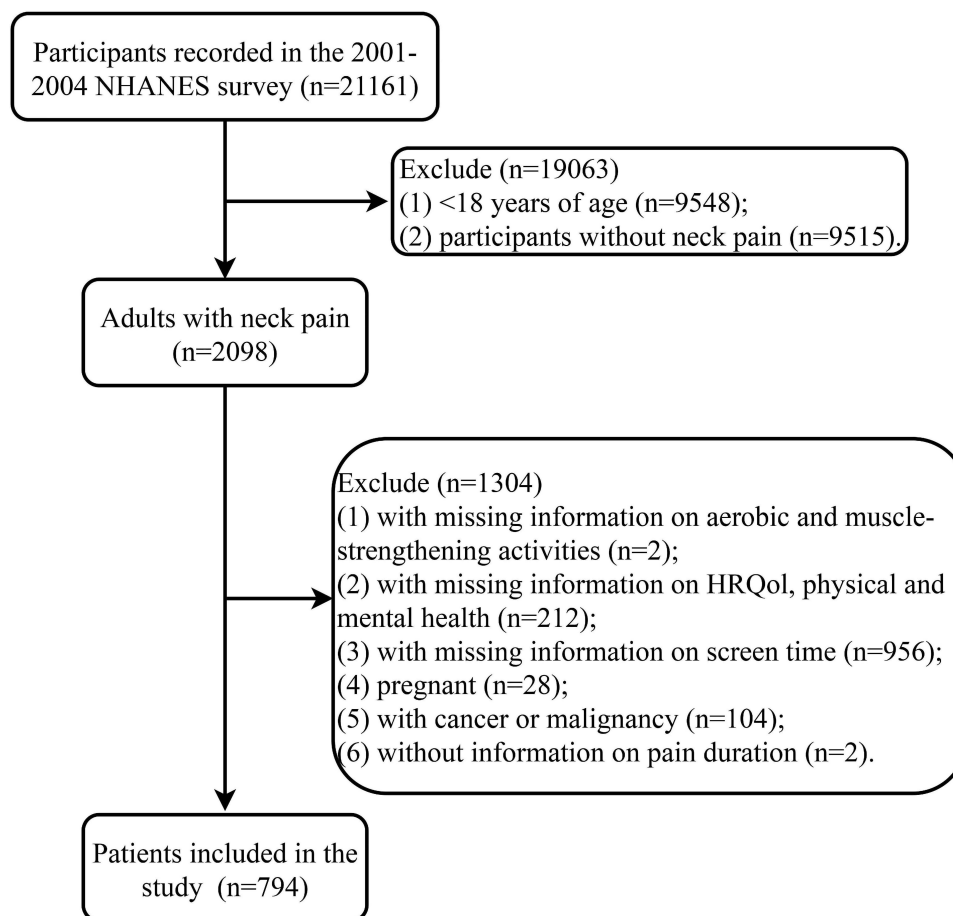 Participants recorded in the 2001-
2004 NHANES survey (n=21161)
Exclude (n=19063)
(1) <18 years of age (n=9548);
(2) participants without neck pain (n=9515).
Adults with neck pain
(n=2098)
Exclude (n=1304)
(1) with missing information on aerobic and muscle-
strengthening activities (n=2);
(2) with missing information on HRQol, physical and
mental health (n=212);
(3) with missing information on screen time (n=956);
(4) pregnant (n=28);
(5) with cancer or malignancy (n=104);
(6) without information on pain duration (n=2).
Patients included in the
study (n=794)